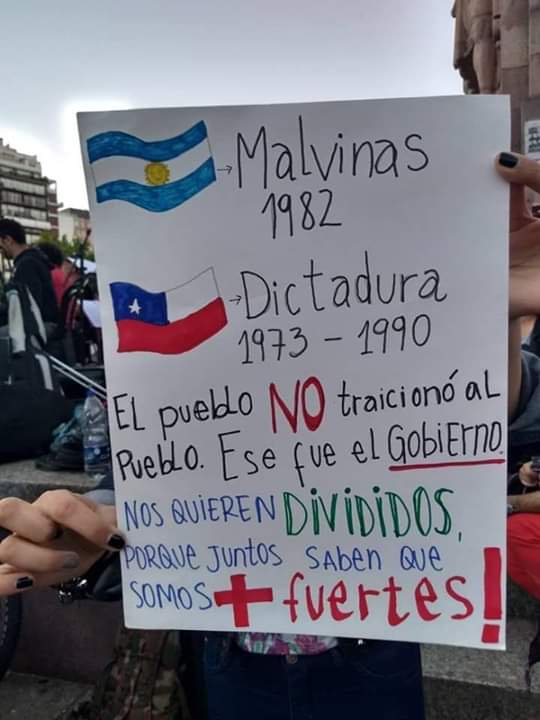 → Malvinas
1982
→ Dictadura
1973 - 1990
El pueblo NO traicionó al
Pueblo. Ese fue el GobiErno.
NOS QUIEREN DiViDiDOS,
PORQUE JUNTOS SABEN QUE
SOMOS + fuertes!